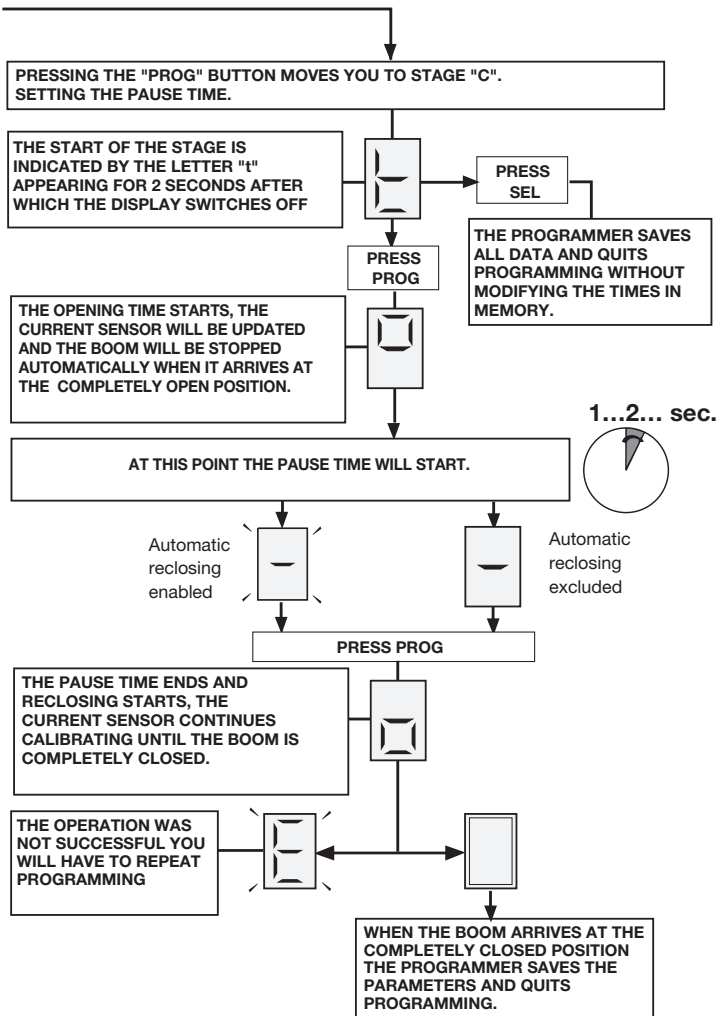 PRESSING THE "PROG" BUTTON MOVES YOU TO STAGE "C".
SETTING THE PAUSE TIME.
THE START OF THE STAGE IS
INDICATED BY THE LETTER "t"
APPEARING FOR 2 SECONDS AFTER
WHICH THE DISPLAY SWITCHES OFF
PRESS
SEL
THE PROGRAMMER SAVES
ALL DATA AND QUITS
PROGRAMMING WITHOUT
MODIFYING THE TIMES IN
MEMORY.
PRESS
PROG
THE OPENING TIME STARTS, THE
CURRENT SENSOR WILL BE UPDATED
AND THE BOOM WILL BE STOPPED
AUTOMATICALLY WHEN IT ARRIVES AT
THE COMPLETELY OPEN POSITION.
1...2... sec.
AT THIS POINT THE PAUSE TIME WILL START.
Automatic
reclosing
enabled
Automatic
reclosing
excluded
PRESS PROG
THE PAUSE TIME ENDS AND
RECLOSING STARTS, THE
CURRENT SENSOR CONTINUES
CALIBRATING UNTIL THE BOOM IS
COMPLETELY CLOSED.
THE OPERATION WAS
NOT SUCCESSFUL YOU
WILL HAVE TO REPEAT
PROGRAMMING
E
WHEN THE BOOM ARRIVES AT THE
COMPLETELY CLOSED POSITION
THE PROGRAMMER SAVES THE
PARAMETERS AND QUITS
PROGRAMMING.